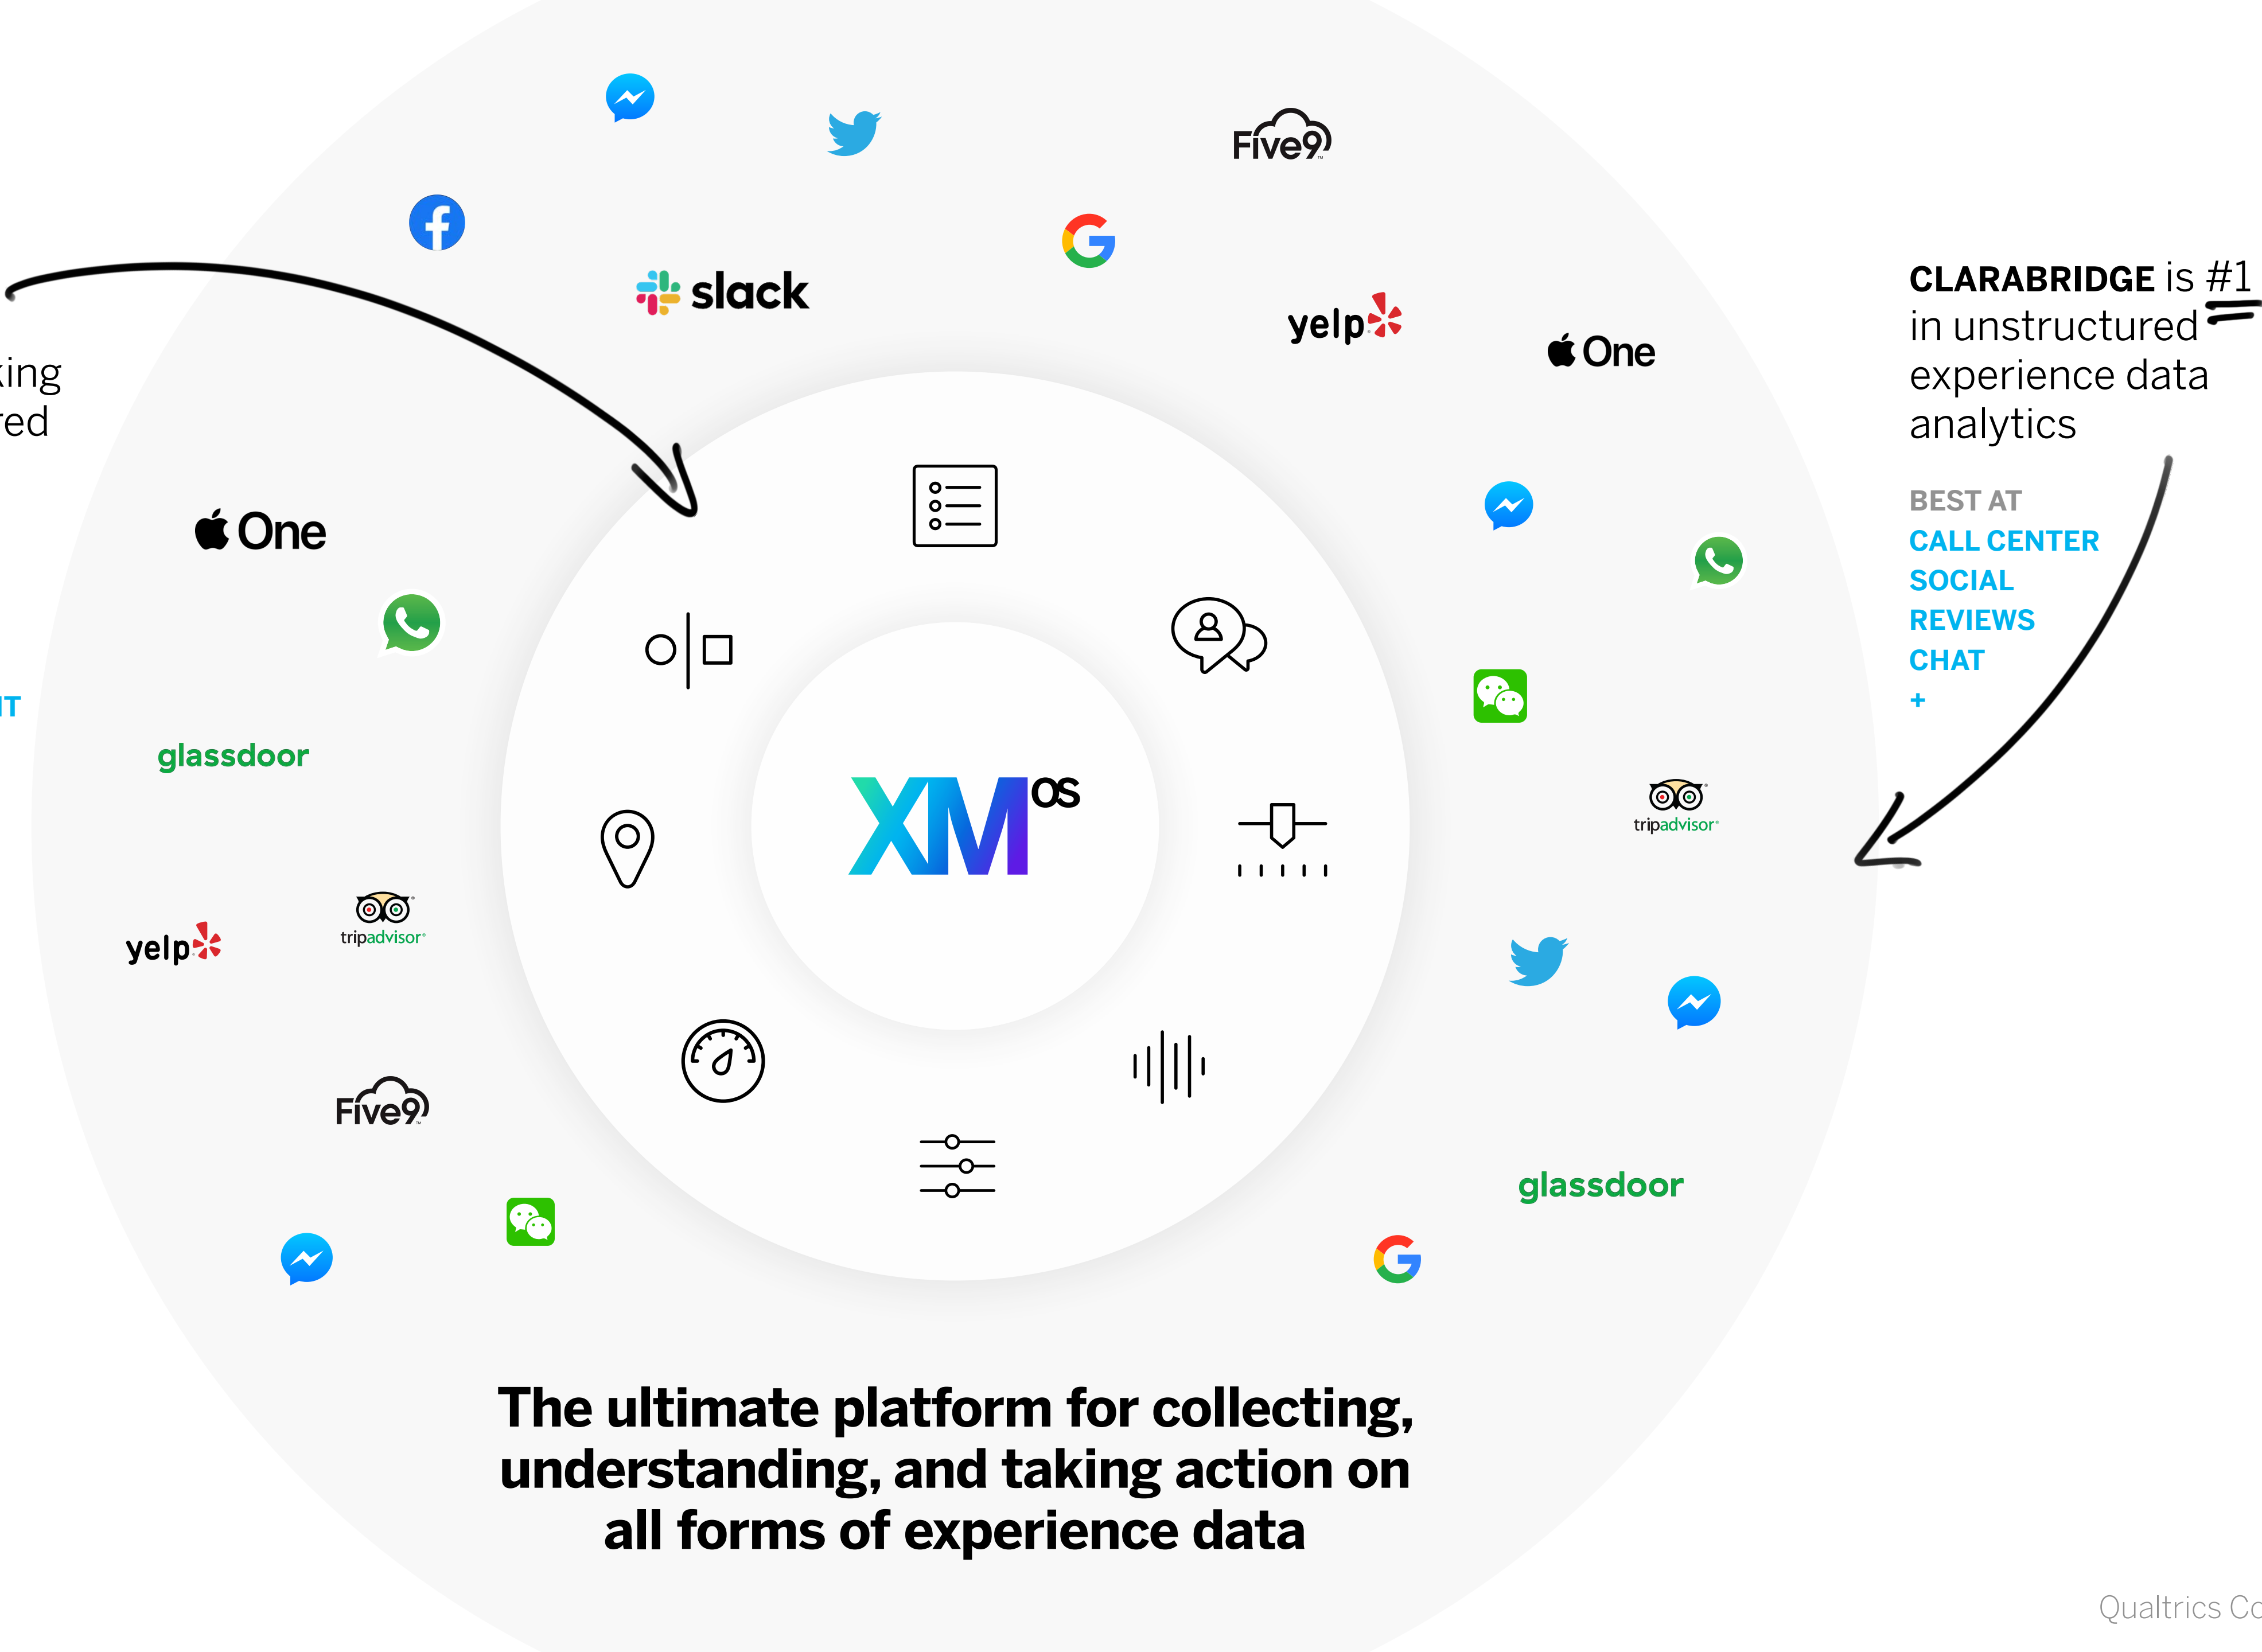 Five9
slack
yelp
One
CLARABRIDGE is #1
in unstructured
experience data
analytics
BEST AT
CALL CENTER
SOCIAL
REVIEWS
CHAT
+
One
glassdoor
XM OS
tripadvisor
yelp
tripadvisor
Five9
glassdoor
The ultimate platform for collecting,
understanding, and taking action on
all forms of experience data
Qualtrics